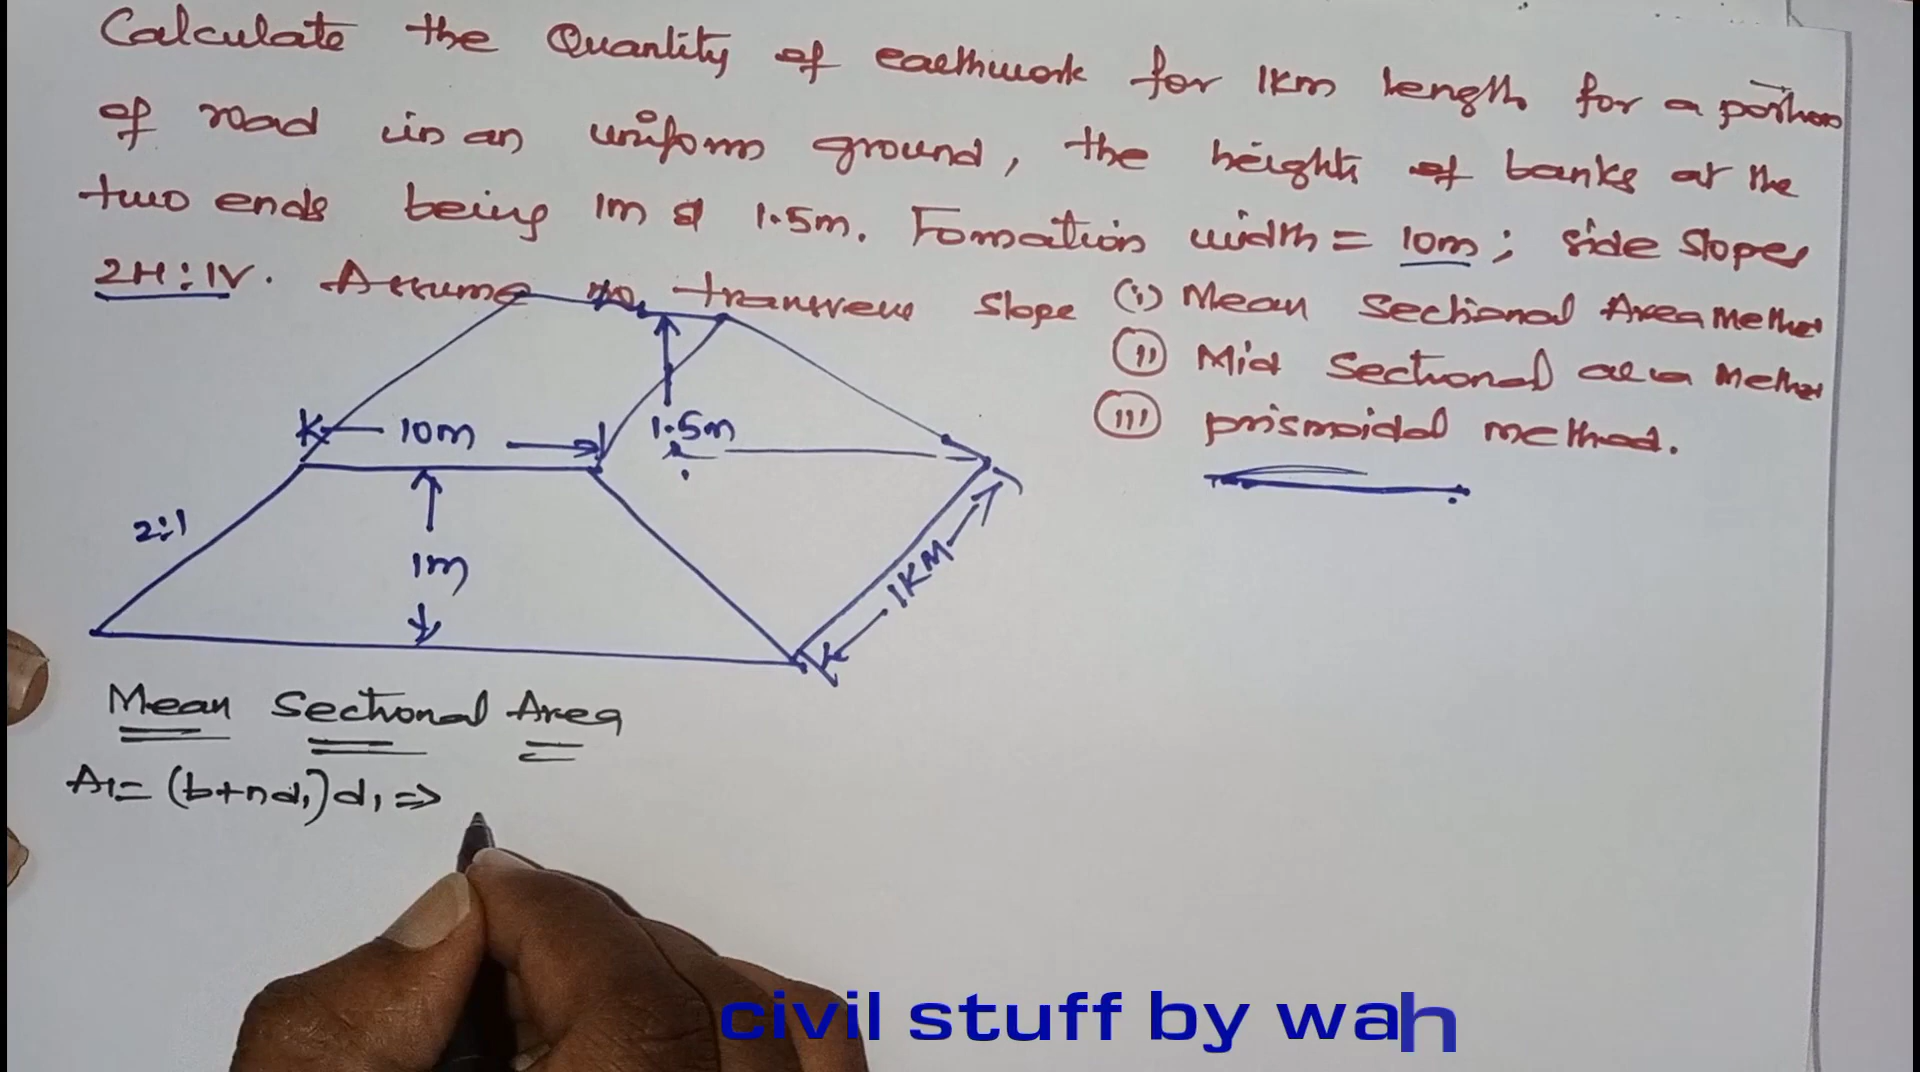 Calculate the Quantity of earthwork for 1km length for a portion
of road in an uniform ground, the heights of banks at the
two ends being 1m & 1.5m. Formation width = 10m; side slopes
2H:1V. Assume no transverse slope
(i) Mean Sectional Area Method
(ii) Mid Sectional area Method
(iii) prismoidal method.
10m
1.5m
2:1
1m
1KM
Mean Sectional Area
A1= (b+nd1)d1 ⇒
civil stuff by wah